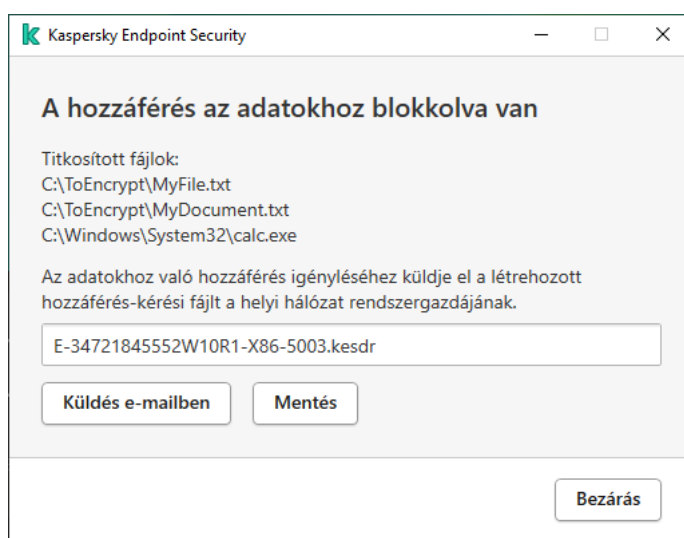 Kaspersky Endpoint Security
A hozzáférés az adatokhoz blokkolva van
Titkosított fájlok:
C:\ToEncrypt\MyFile.txt
C:\ToEncrypt\MyDocument.txt
C:\Windows\System32\calc.exe
Az adatokhoz való hozzáférés igényléséhez küldje el a létrehozott
hozzáférés-kérési fájlt a helyi hálózat rendszergazdájának.
E-34721845552W10R1-X86-5003.kesdr
Küldés e-mailben Mentés
Bezárás